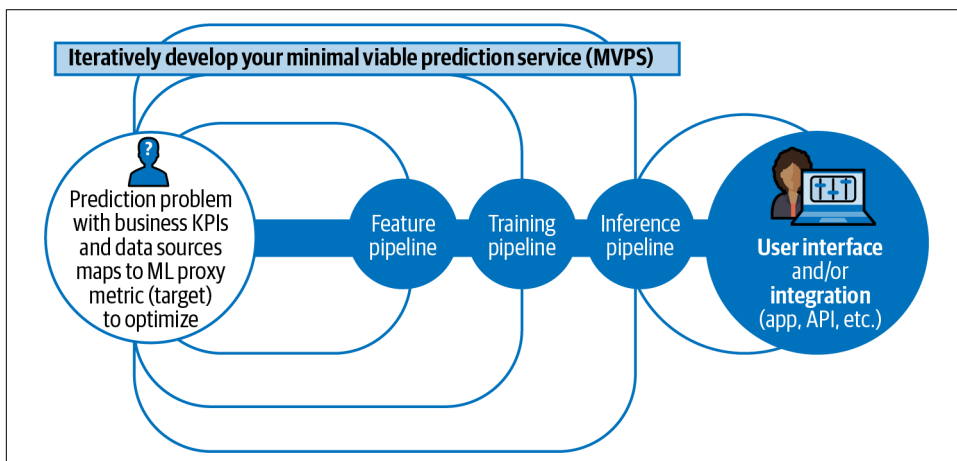 Iteratively develop your minimal viable prediction service (MVPS)
?
Prediction problem
with business KPIs
and data sources
maps to ML proxy
metric (target)
to optimize
Feature
pipeline
Training
pipeline
Inference
pipeline
User interface
and/or
integration
(app, API, etc.)